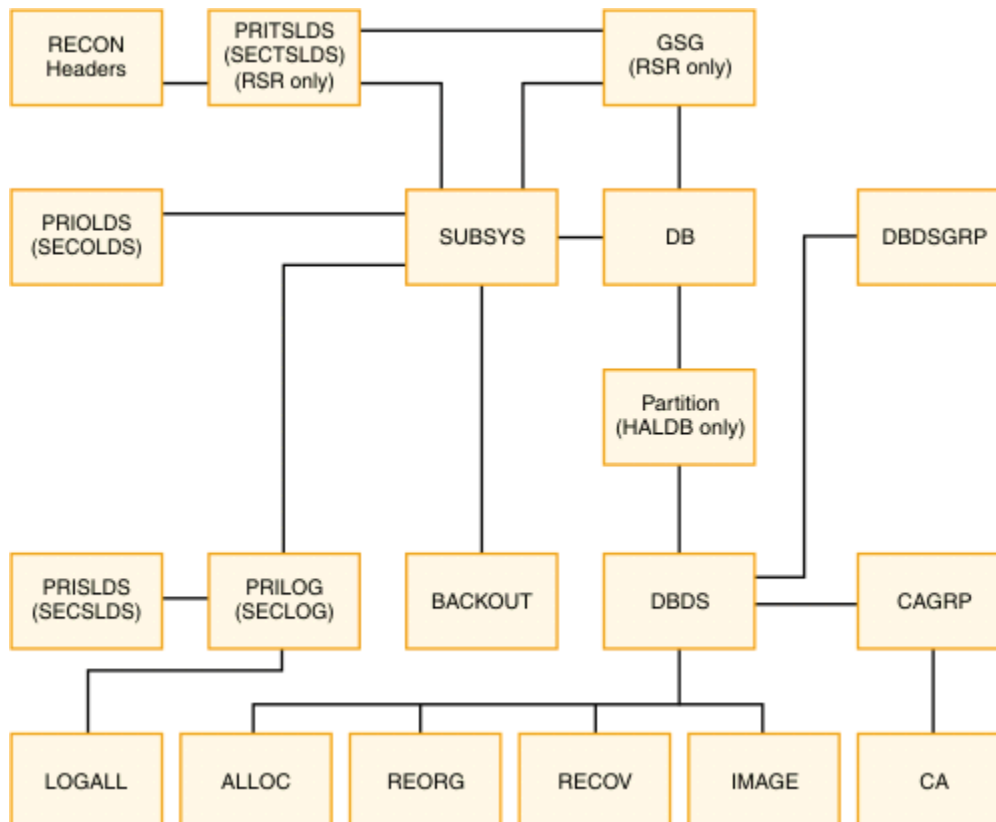 RECON
Headers
PRITSLDS
(SECTSLDS)
(RSR only)
GSG
(RSR only)
PRIOLDS
(SECOLDS)
SUBSYS
DB
DBDSGRP
Partition
(HALDB only)
PRISLDS
(SECSLDS)
PRILOG
(SECLOG)
BACKOUT
DBDS
CAGRP
LOGALL
ALLOC
REORG
RECOV
IMAGE
CA